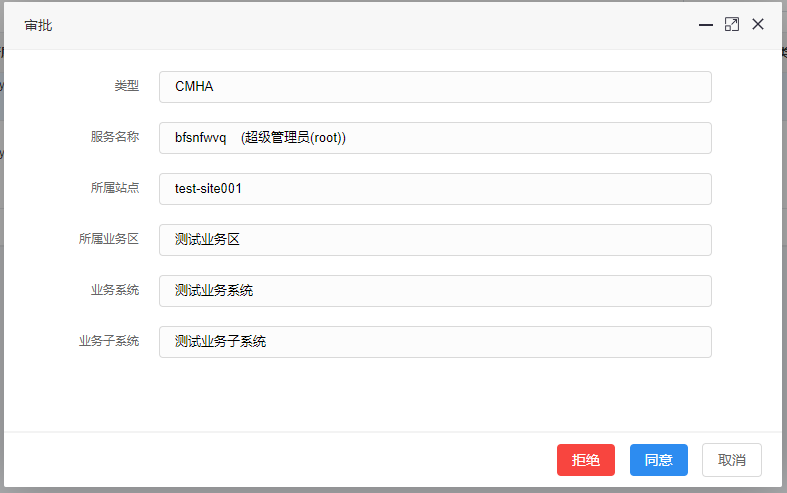 审批
类型 CMHA
服务名称 bfsnfwvq (超级管理员(root))
所属站点 test-site001
所属业务区 测试业务区
业务系统 测试业务系统
业务子系统 测试业务子系统
拒绝 同意 取消